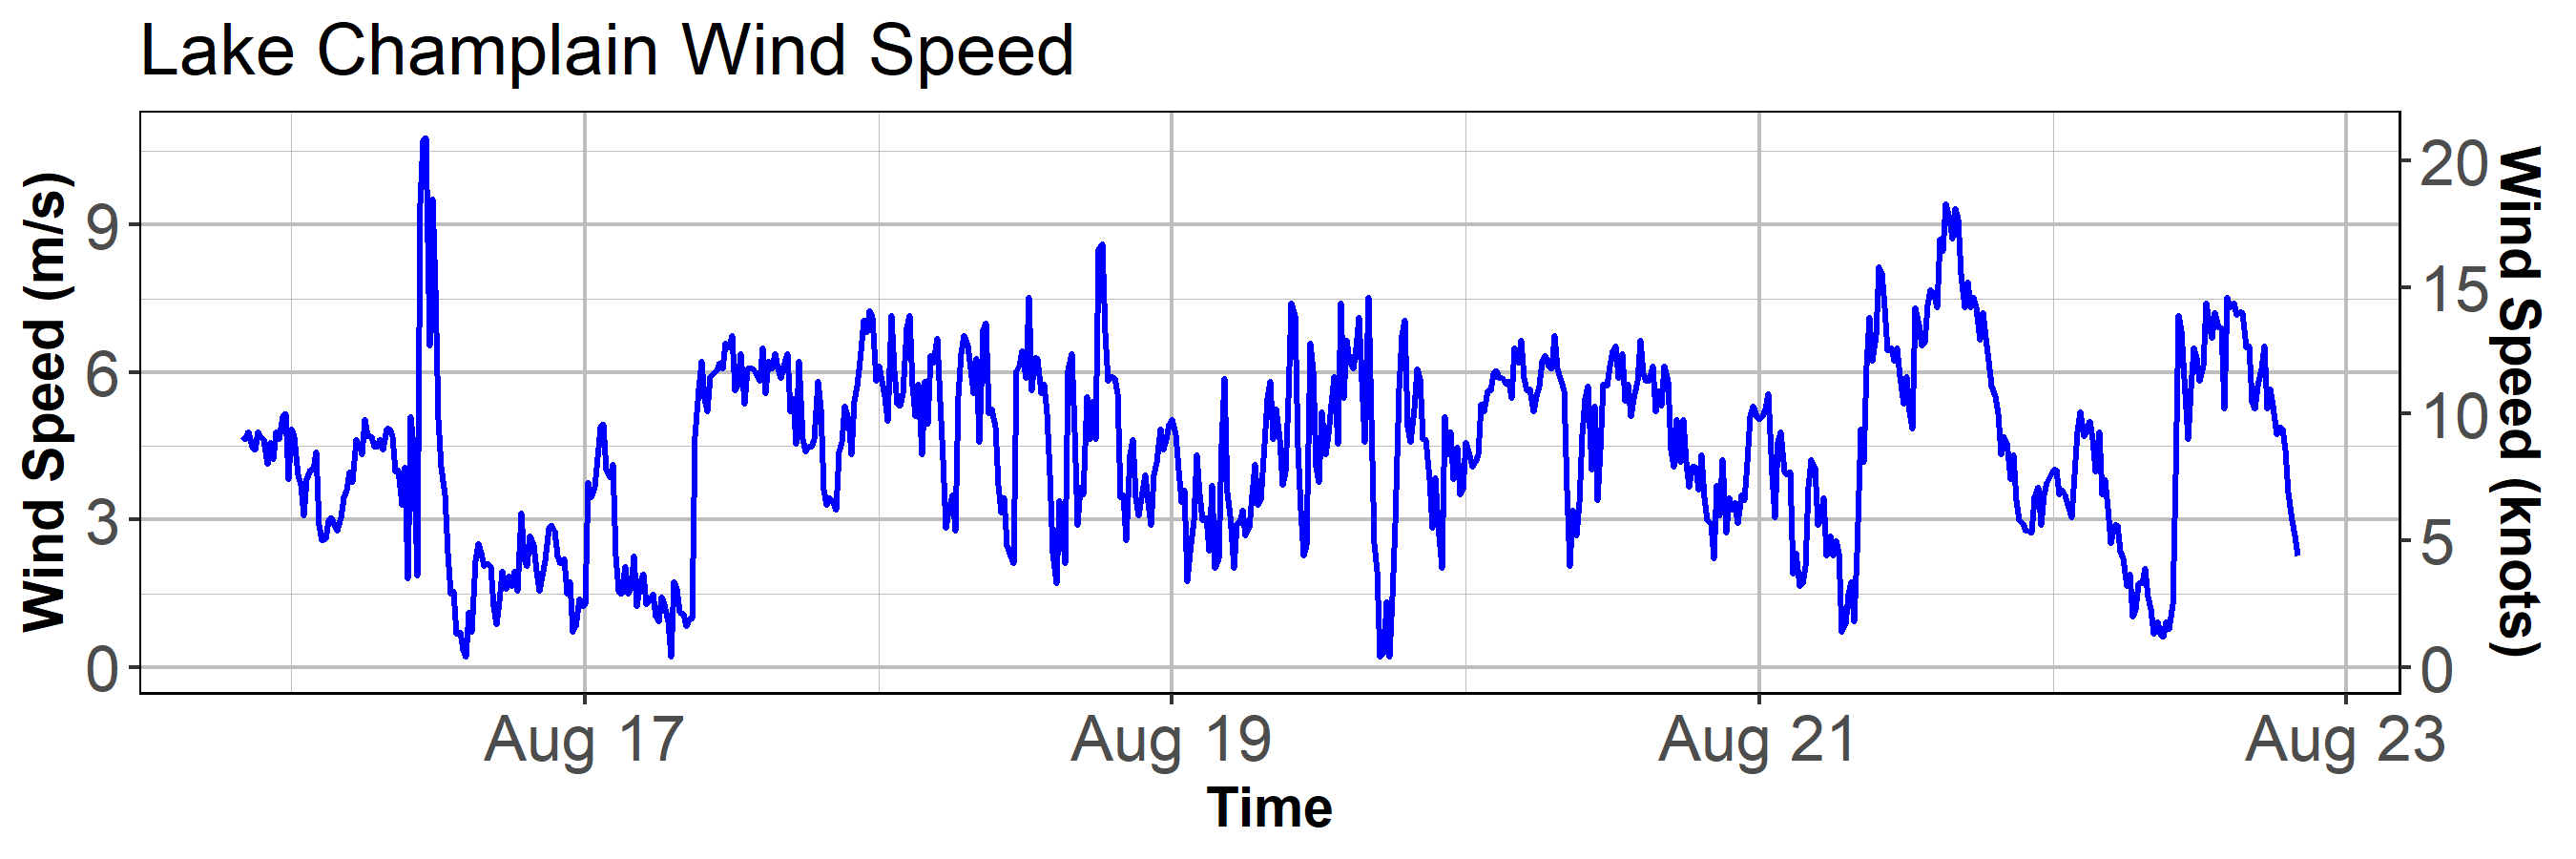 Lake Champlain Wind Speed
Wind Speed (m/s)
9
6
3
0
20
15
10
5
0
Wind Speed (knots)
Aug 17
Aug 19
Aug 21
Aug 23
Time